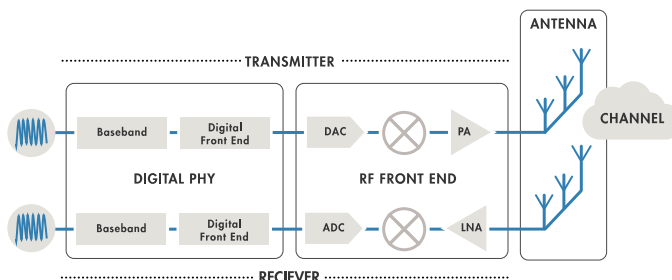 ANTENNA
TRANSMITTER
Baseband
Digital
Front End
DAC
PA
CHANNEL
DIGITAL PHY
RF FRONT END
Baseband
Digital
Front End
ADC
LNA
RECIEVER